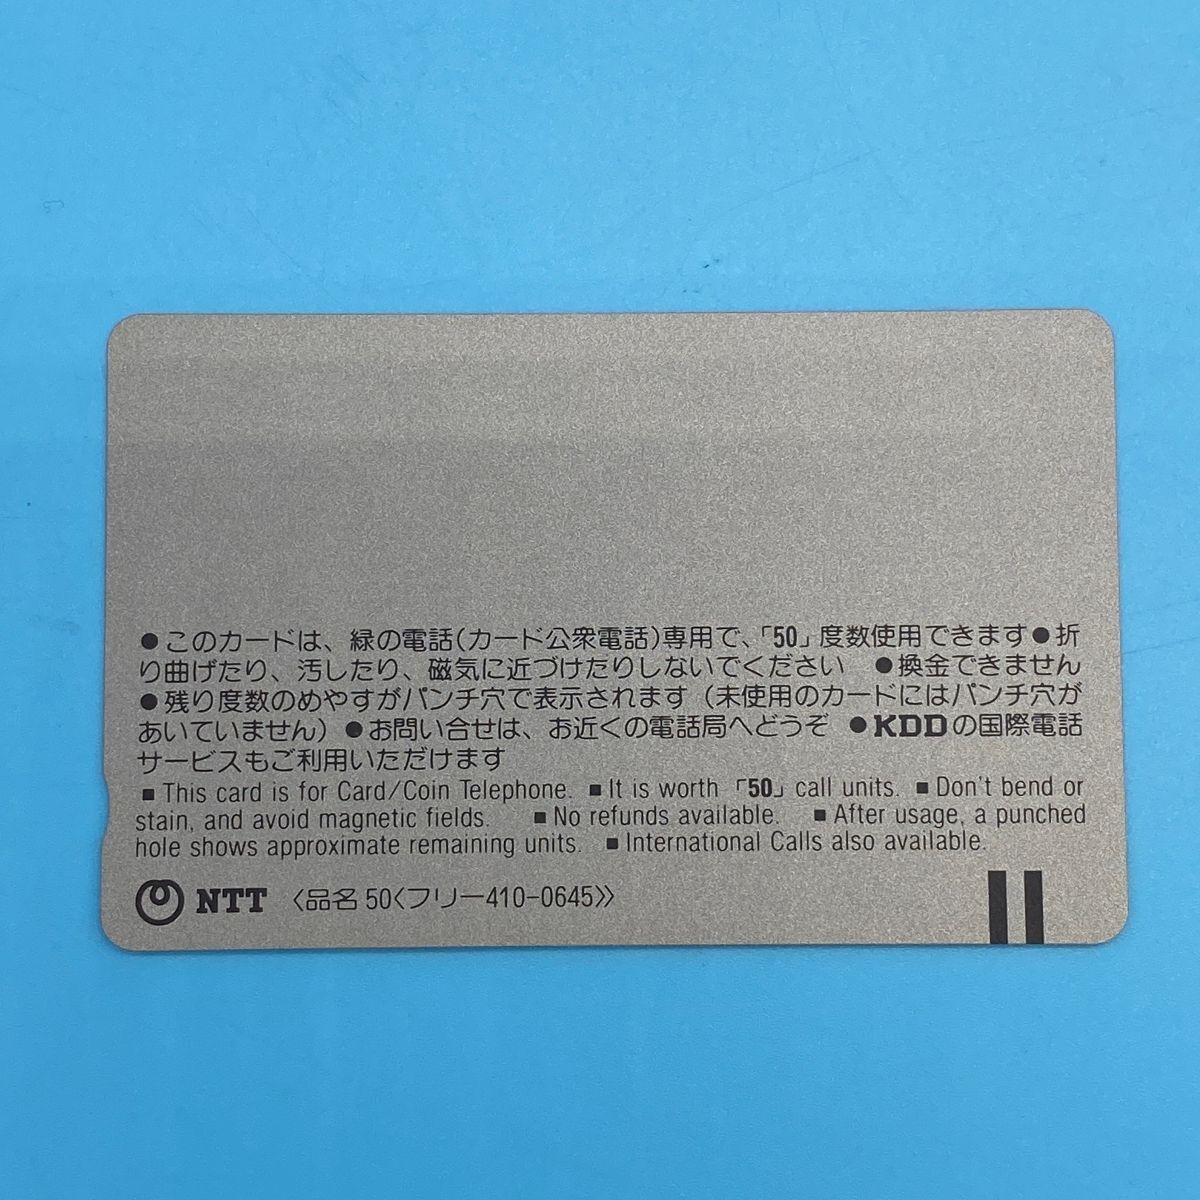 ●このカードは、緑の電話(カード公衆電話)専用で、「50」度数使用できます●折
り曲げたり、汚したり、磁気に近づけたりしないでください ●換金できません
●残り度数のめやすがパンチ穴で表示されます(未使用のカードにはパンチ穴が
あいていません) ●お問い合せは、お近くの電話局へどうぞ ●KDDの国際電話
サービスもご利用いただけます
■ This card is for Card/Coin Telephone. ■ It is worth 「50」 call units. ■ Don't bend or
stain, and avoid magnetic fields. ■ No refunds available. ■ After usage, a punched
hole shows approximate remaining units. ■ International Calls also available.
NTT 〈品名 50〈フリー410-0645〉〉